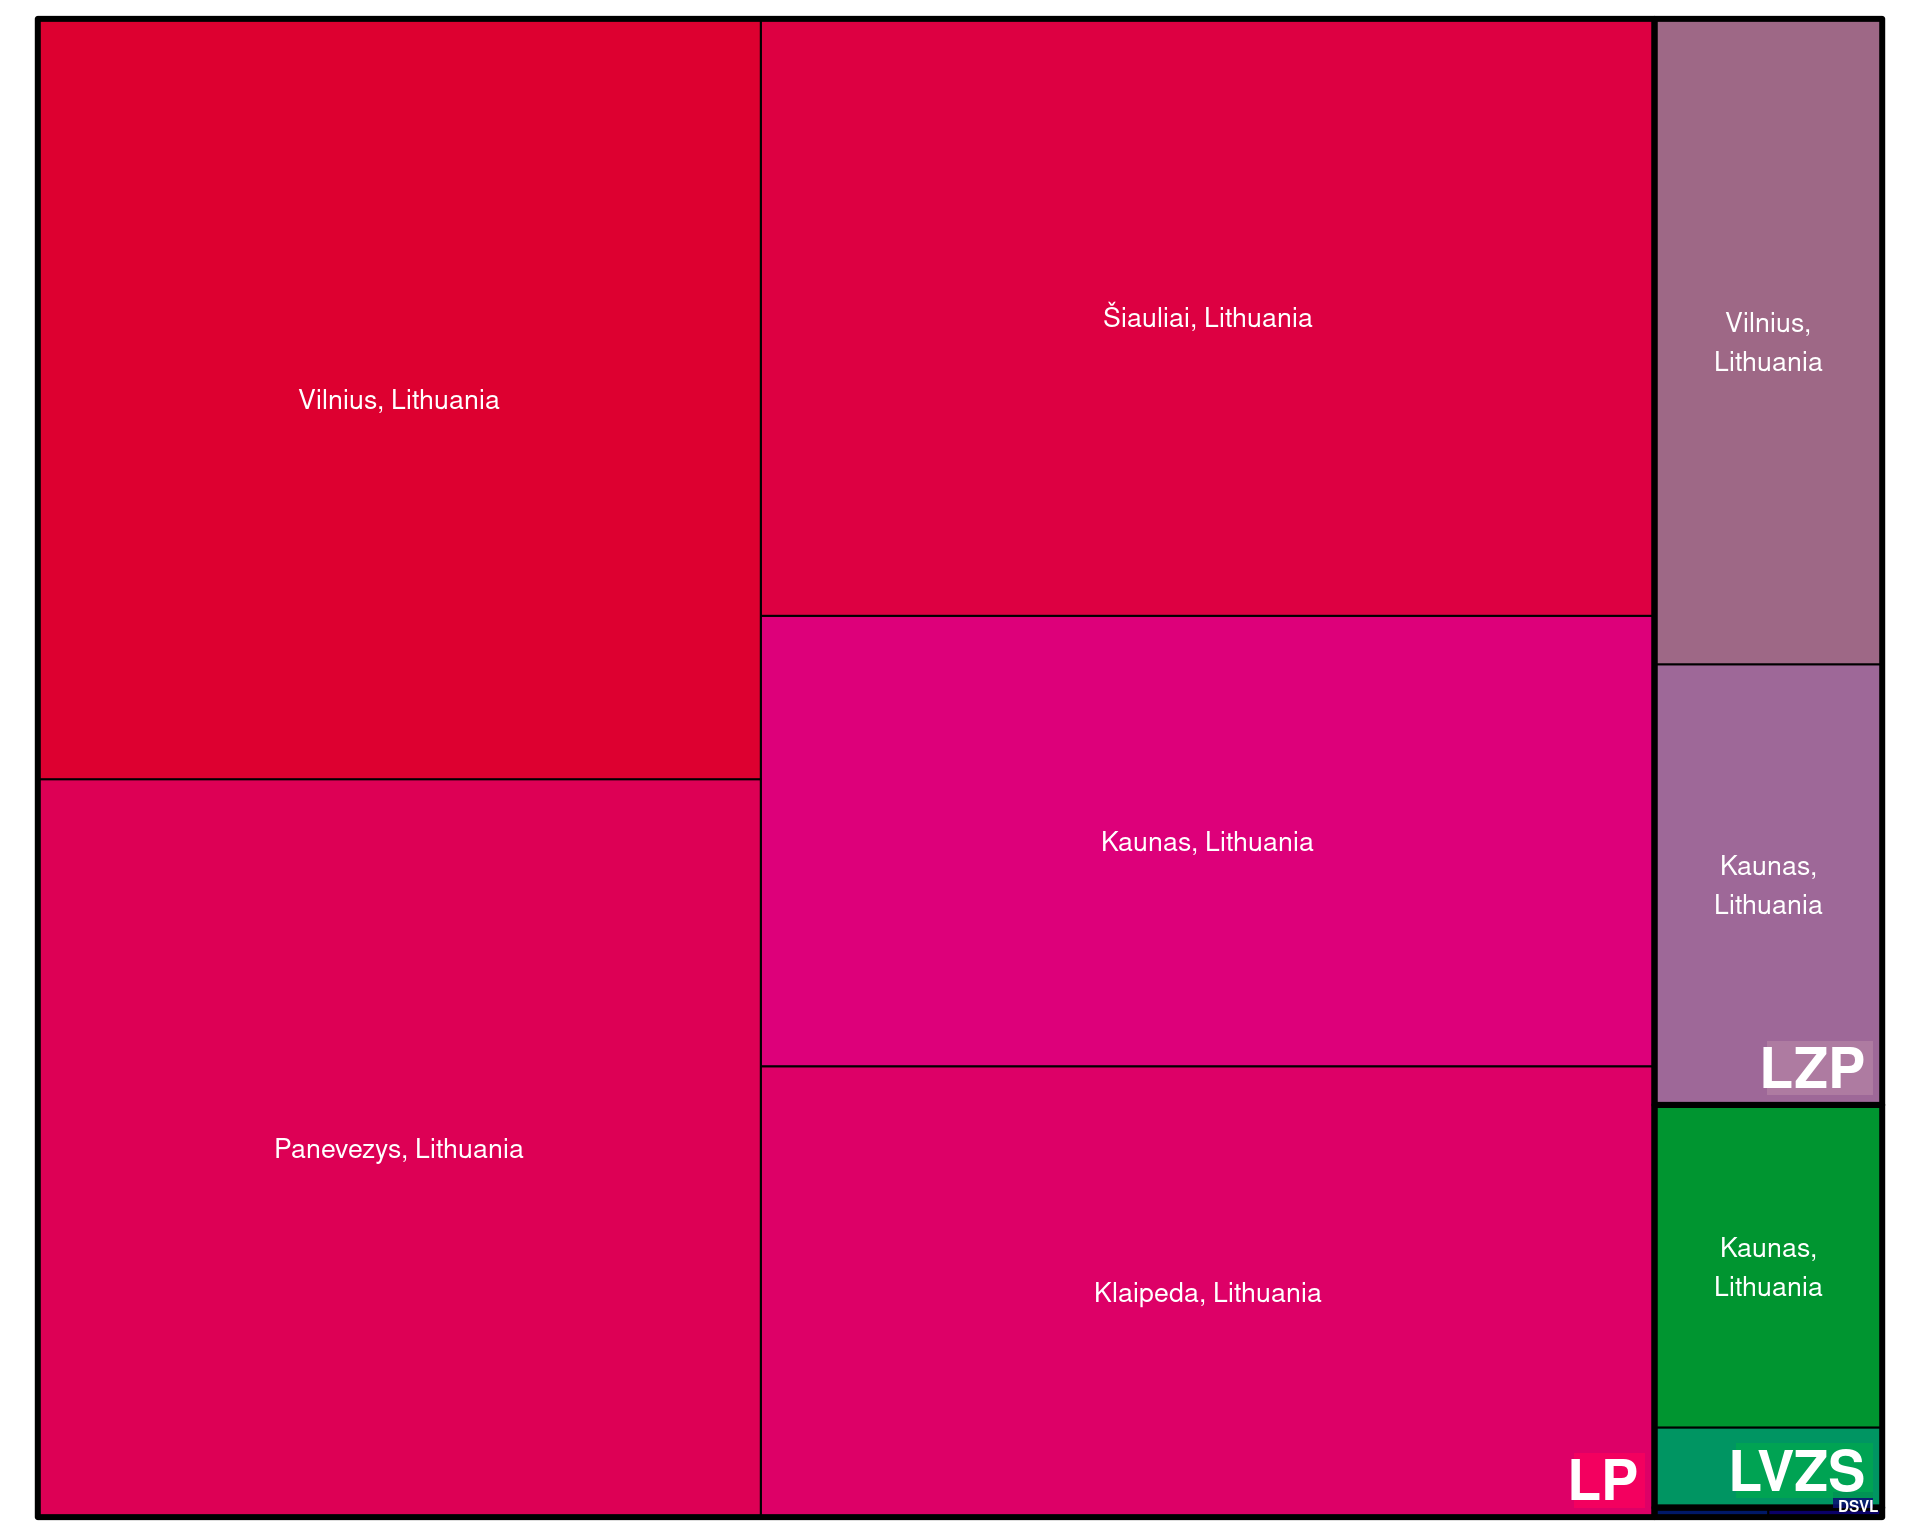 Vilnius, Lithuania
Panevezys, Lithuania
Šiauliai, Lithuania
Kaunas, Lithuania
Klaipeda, Lithuania
LP
Vilnius,
Lithuania
Kaunas,
Lithuania
LZP
Kaunas,
Lithuania
LVZS
DSVL